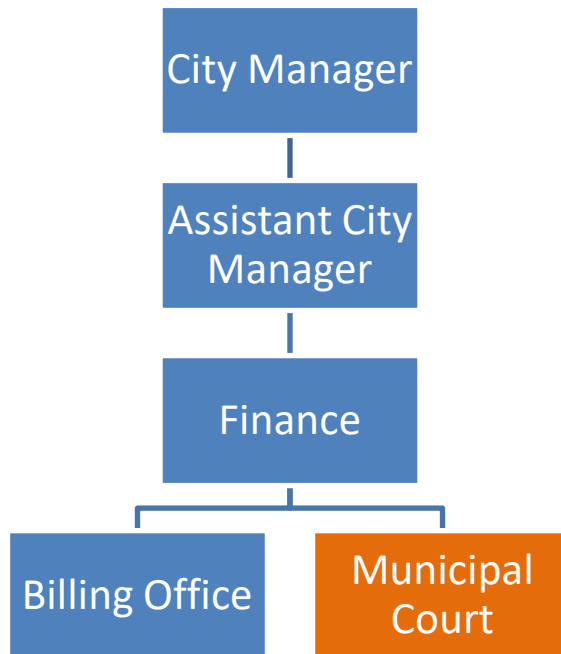 City Manager
Assistant City
Manager
Finance
Billing Office
Municipal
Court